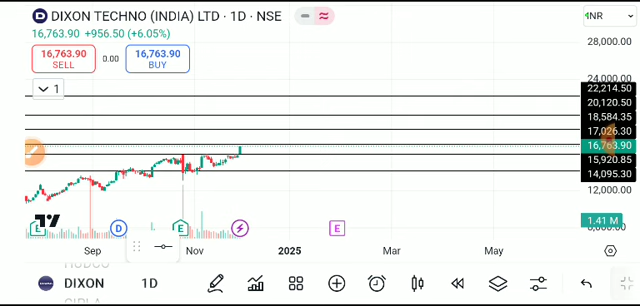 DIXON TECHNO (INDIA) LTD · 1D · NSE
INR
16,763.90 +956.50 (+6.05%)
16,763.90
SELL
0.00
16,763.90
BUY
1
28,000.00
24,000.00
22,214.50
20,120.50
18,584.35
17,026.30
16,763.90
15,920.85
14,095.30
12,000.00
1.41 M
E
D
E
E
Sep
Nov
2025
Mar
May
DIXON
1D
CIPLA